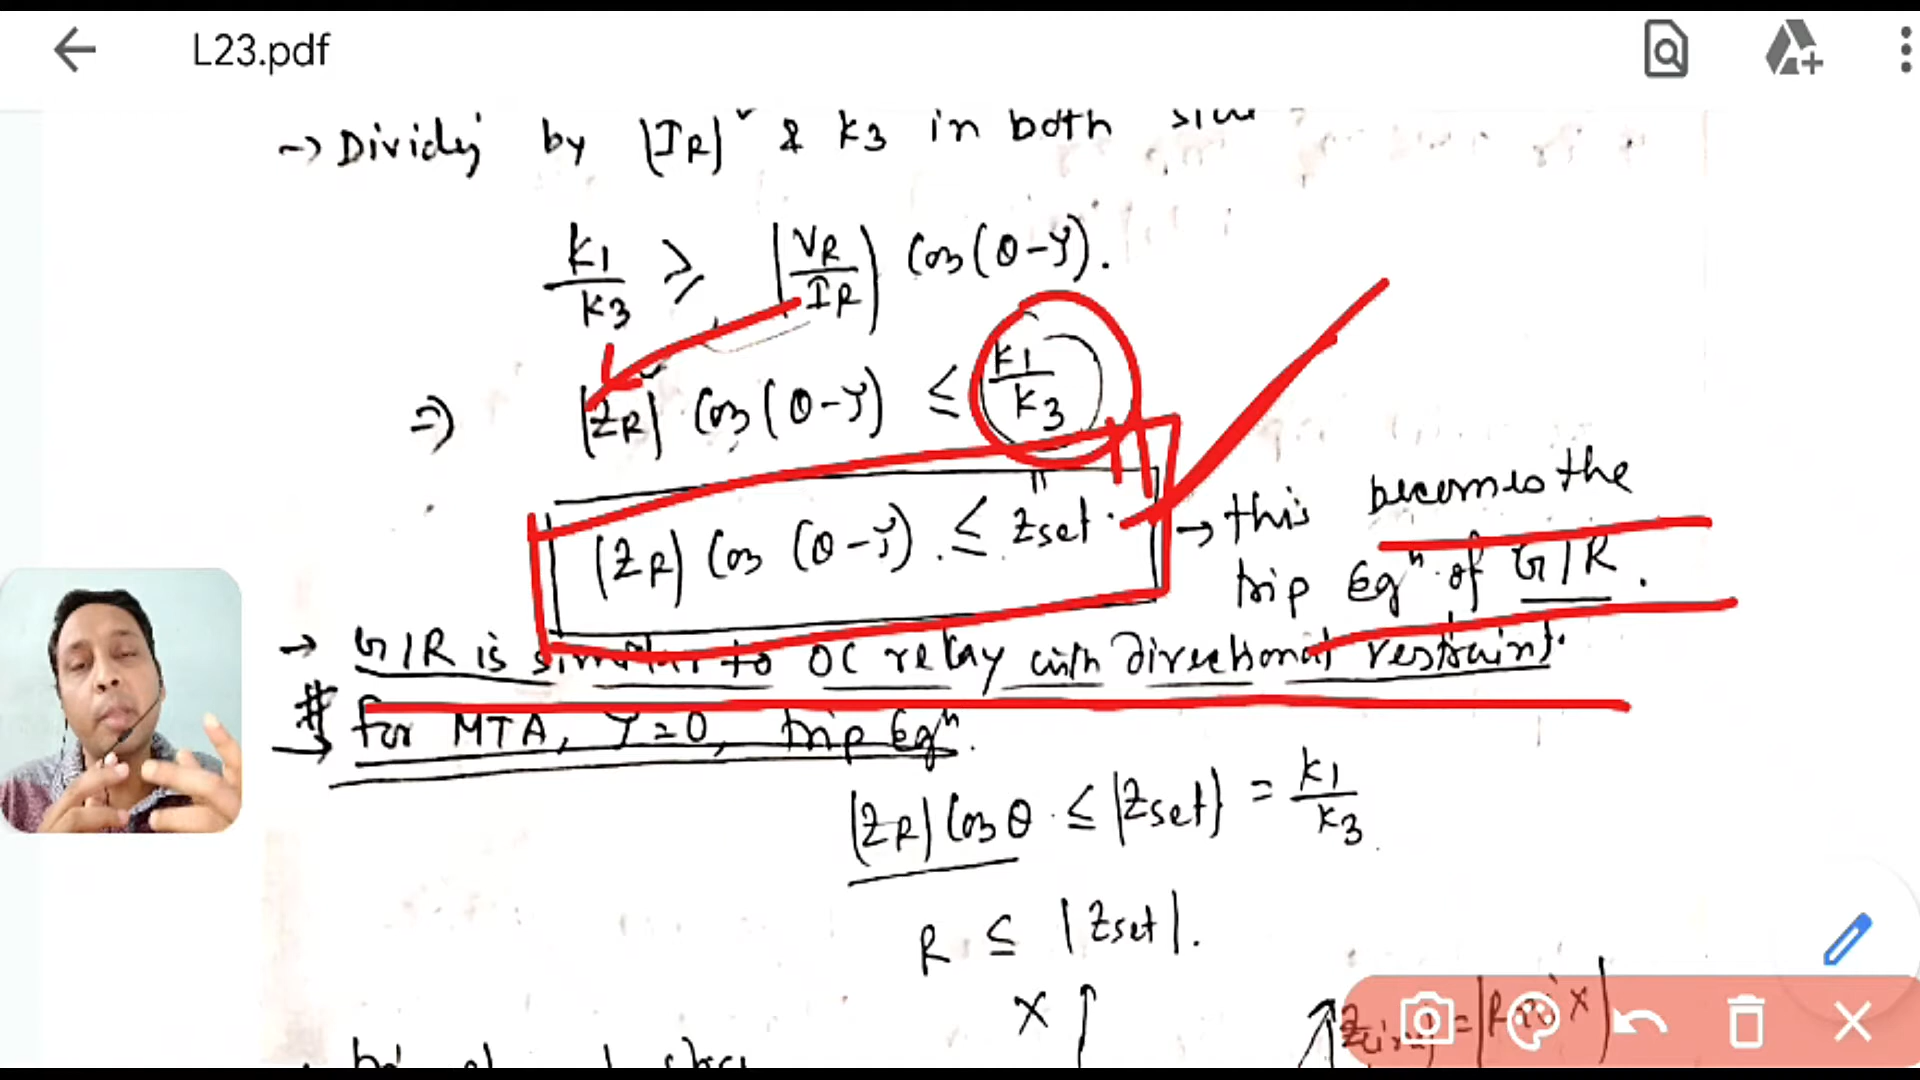 L23.pdf
→ Dividing by |IR|² & K3 in both side
K1/K3 ≥ |VR/IR| Cos(θ-γ).
⇒ |ZR| Cos(θ-γ) ≤ K1/K3
|ZR| Cos (θ-γ) ≤ Zset. → this becomes the
trip Eqⁿ of G/R.
→ G/R is similar to OC relay with directional restraint.
# → for MTA, γ=0, trip Eqⁿ.
|ZR| Cos θ ≤ |Zset| = K1/K3
R ≤ |Zset|.
X